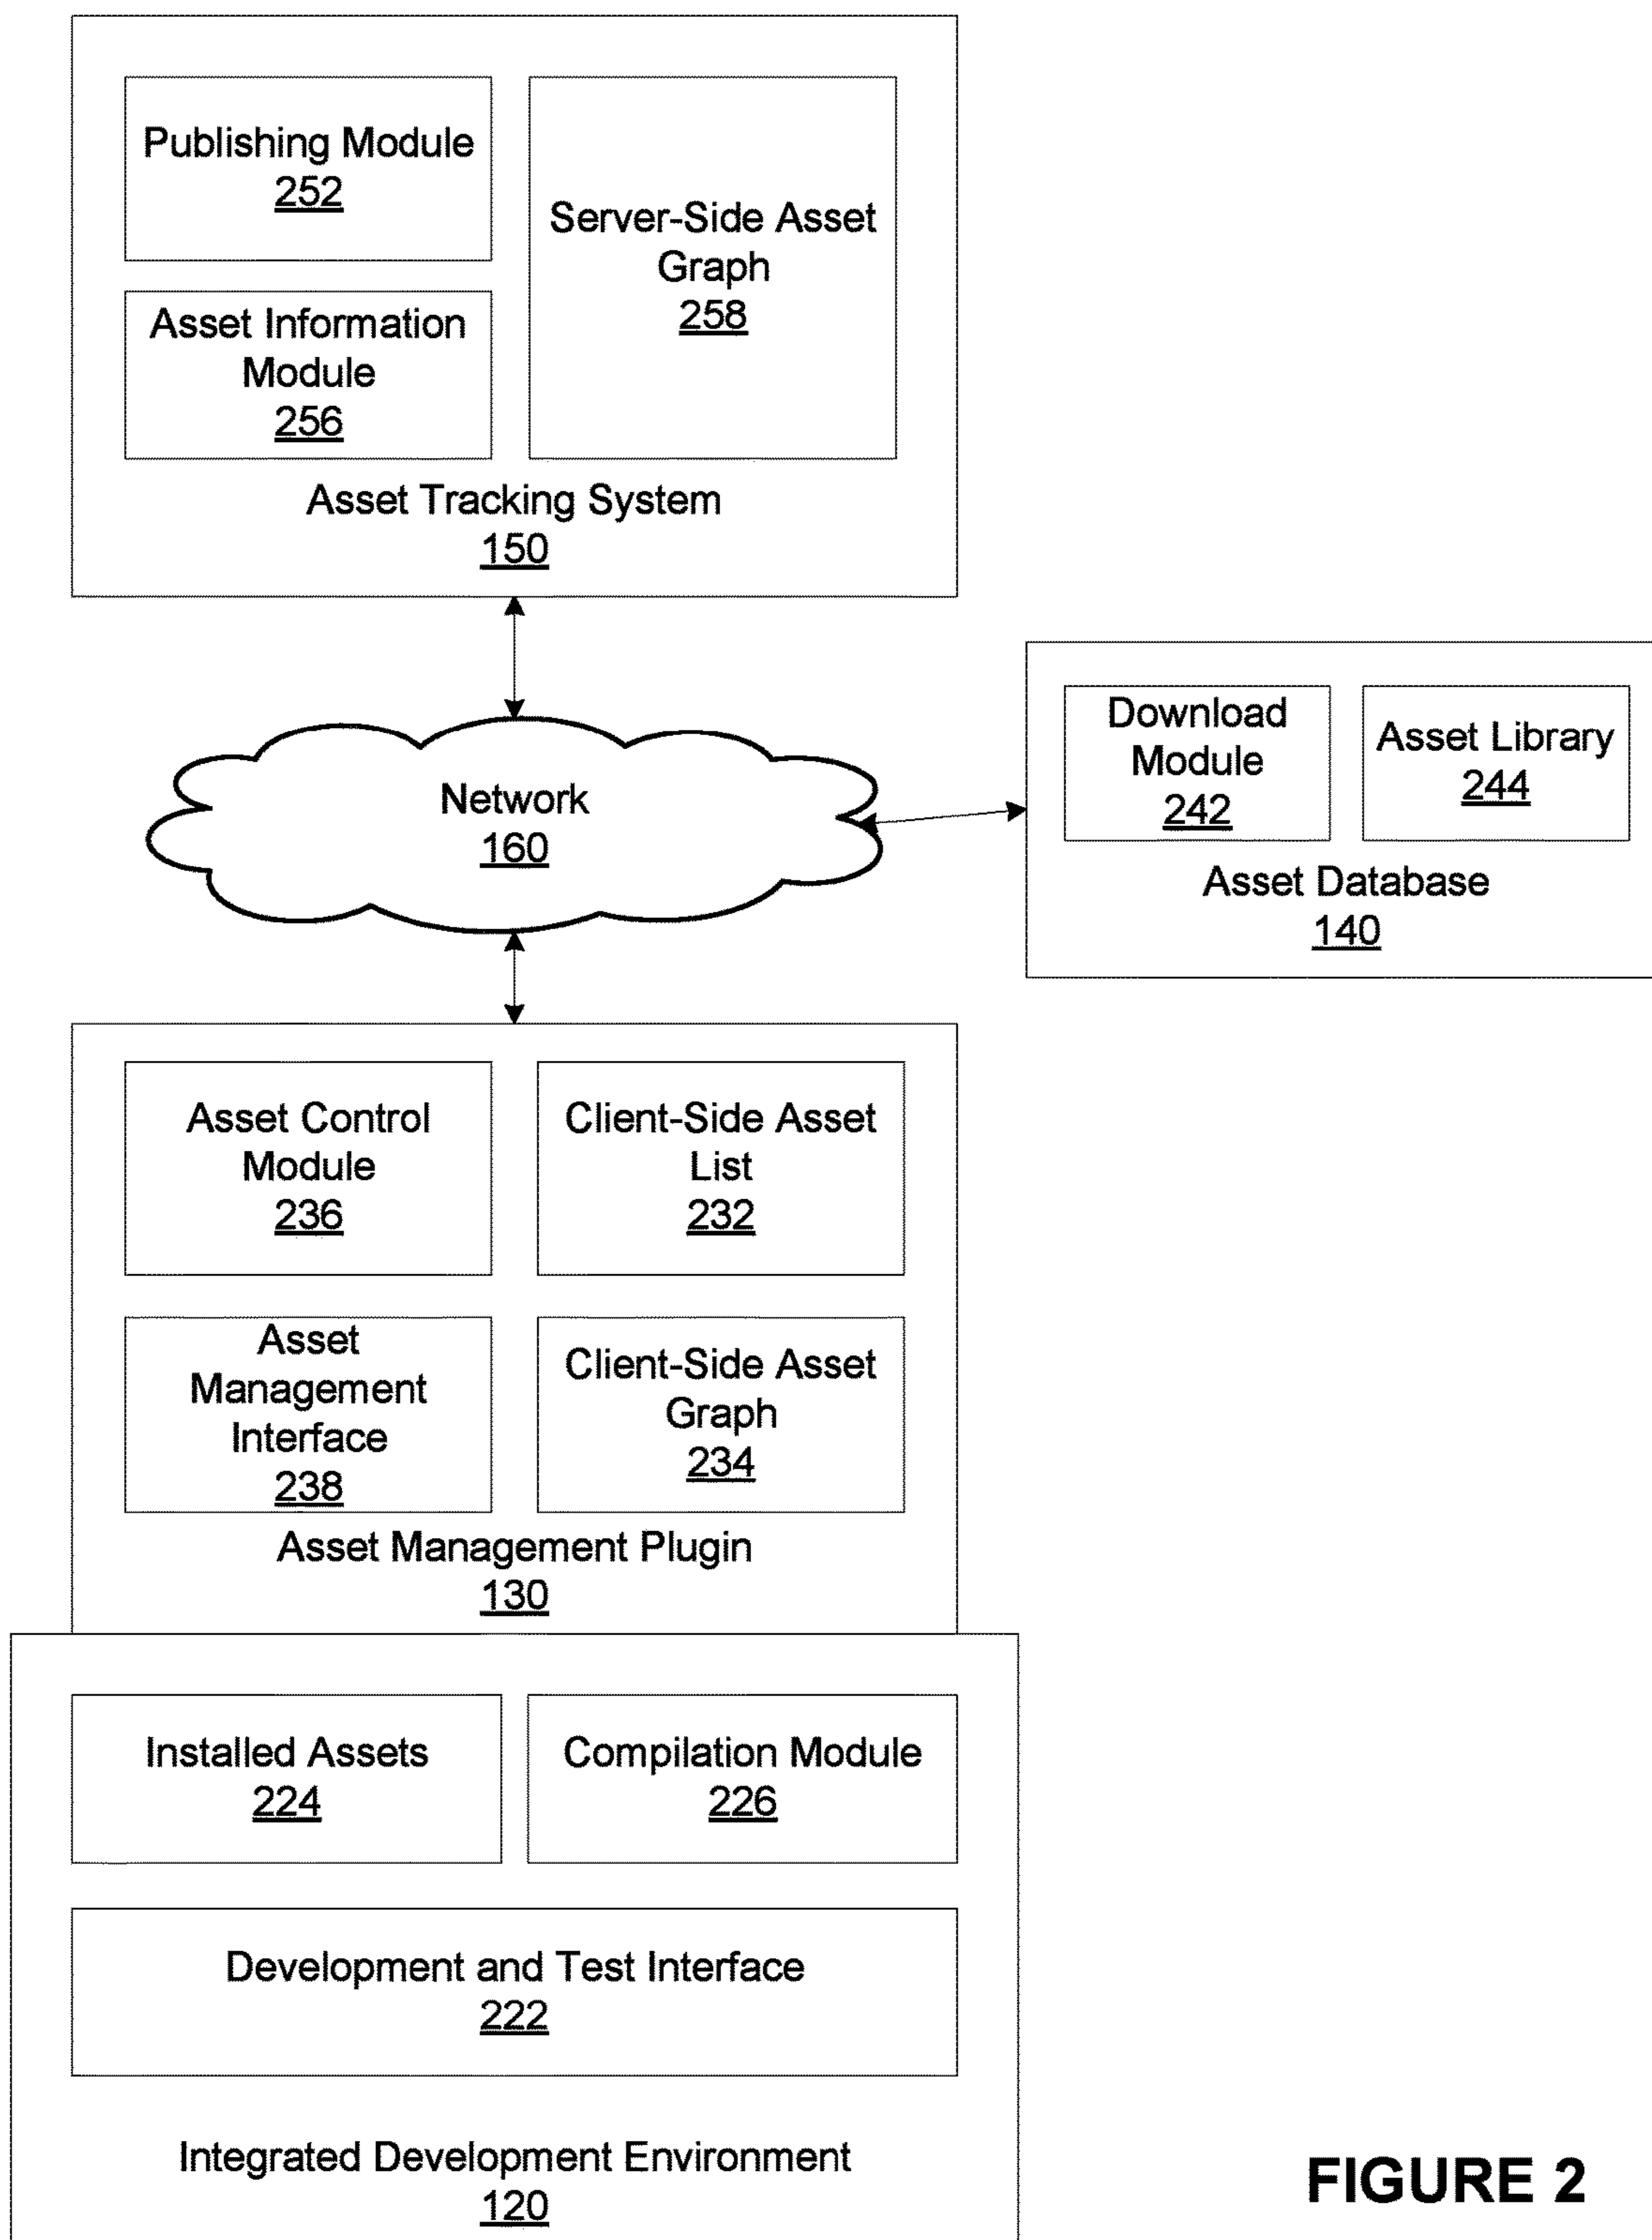 Publishing Module
252
Server-Side Asset
Graph
258
Asset Information
Module
256
Asset Tracking System
150
Network
160
Download
Module
242
Asset Library
244
Asset Database
140
Asset Control
Module
236
Client-Side Asset
List
232
Asset
Management
Interface
238
Client-Side Asset
Graph
234
Asset Management Plugin
130
Installed Assets
224
Compilation Module
226
Development and Test Interface
222
Integrated Development Environment
120
FIGURE 2